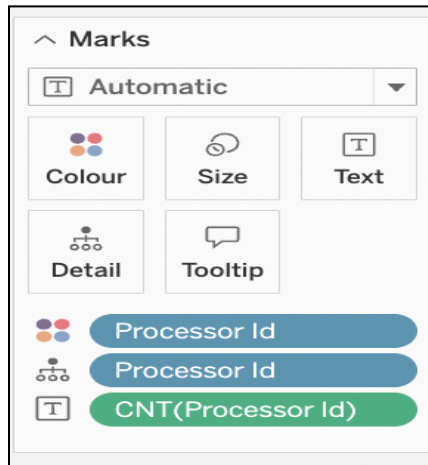 Marks
Automatic
Colour Size Text
Detail Tooltip
Processor Id
Processor Id
CNT(Processor Id)